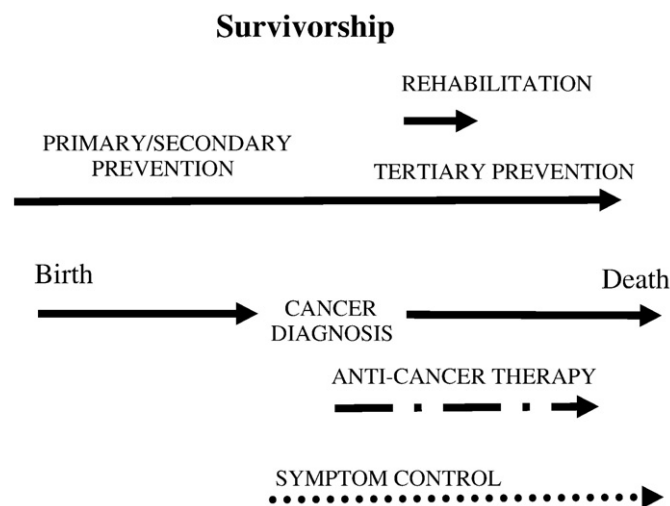 Survivorship
REHABILITATION
PRIMARY/SECONDARY
PREVENTION
TERTIARY PREVENTION
Birth
Death
CANCER
DIAGNOSIS
ANTI-CANCER THERAPY
SYMPTOM CONTROL